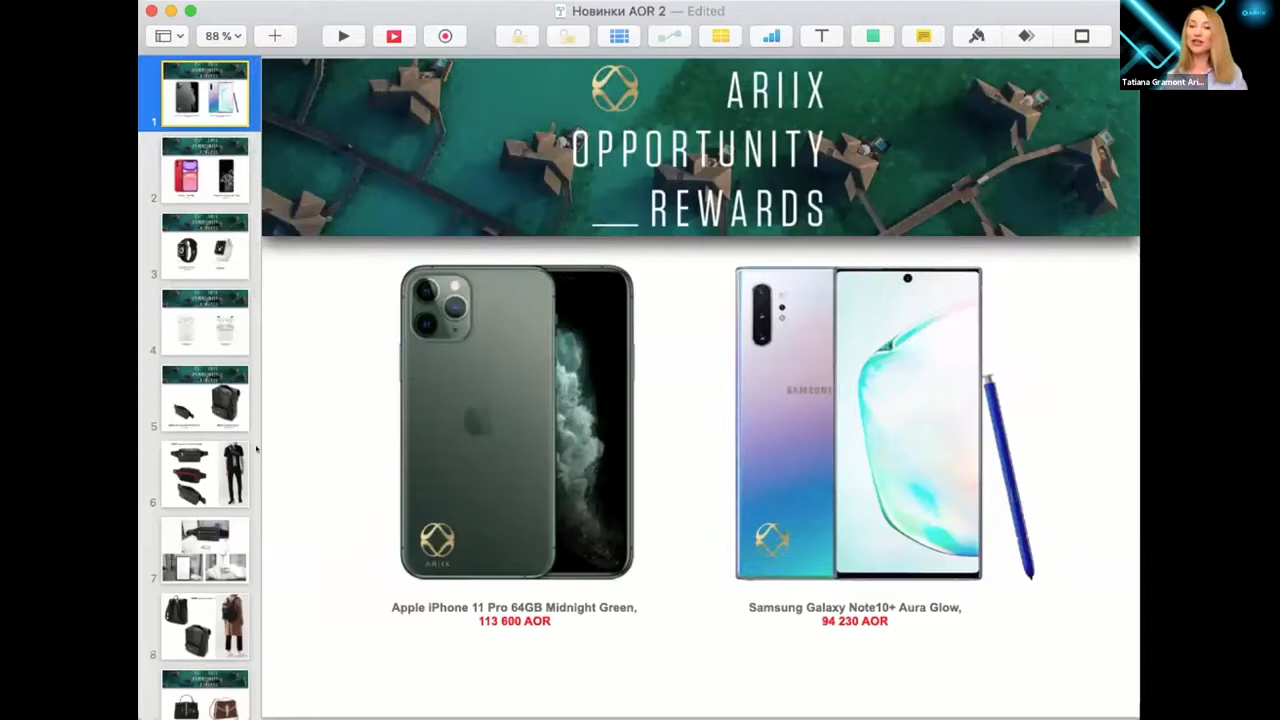 Новинки AOR 2 — Edited
88 %
ARIIX
OPPORTUNITY
REWARDS
SAMSUNG
ARIIX
Apple iPhone 11 Pro 64GB Midnight Green,
113 600 AOR
Samsung Galaxy Note10+ Aura Glow,
94 230 AOR
1
2
3
4
5
6
7
8
Tatiana Gramont Ari...